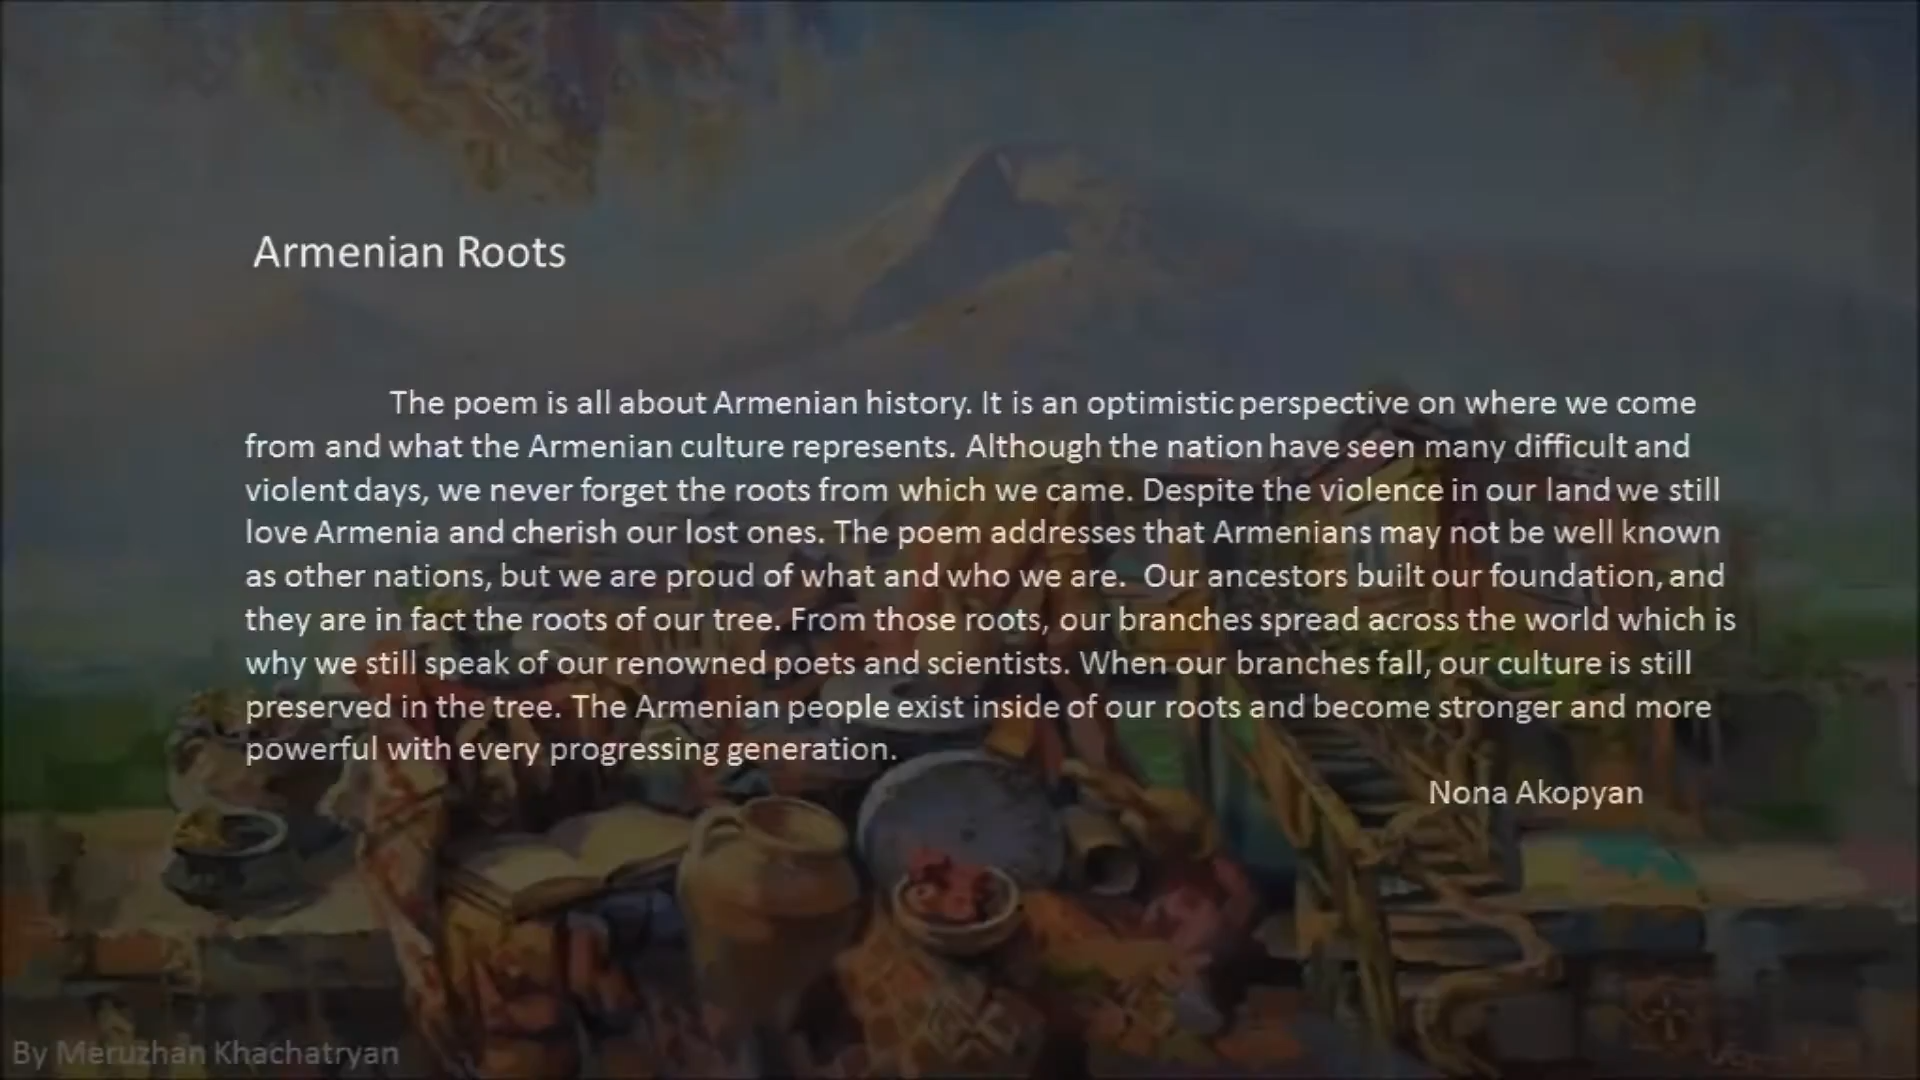 Armenian Roots
The poem is all about Armenian history. It is an optimistic perspective on where we come
from and what the Armenian culture represents. Although the nation have seen many difficult and
violent days, we never forget the roots from which we came. Despite the violence in our land we still
love Armenia and cherish our lost ones. The poem addresses that Armenians may not be well known
as other nations, but we are proud of what and who we are.  Our ancestors built our foundation, and
they are in fact the roots of our tree. From those roots, our branches spread across the world which is
why we still speak of our renowned poets and scientists. When our branches fall, our culture is still
preserved in the tree. The Armenian people exist inside of our roots and become stronger and more
powerful with every progressing generation.
Nona Akopyan
By Meruzhan Khachatryan